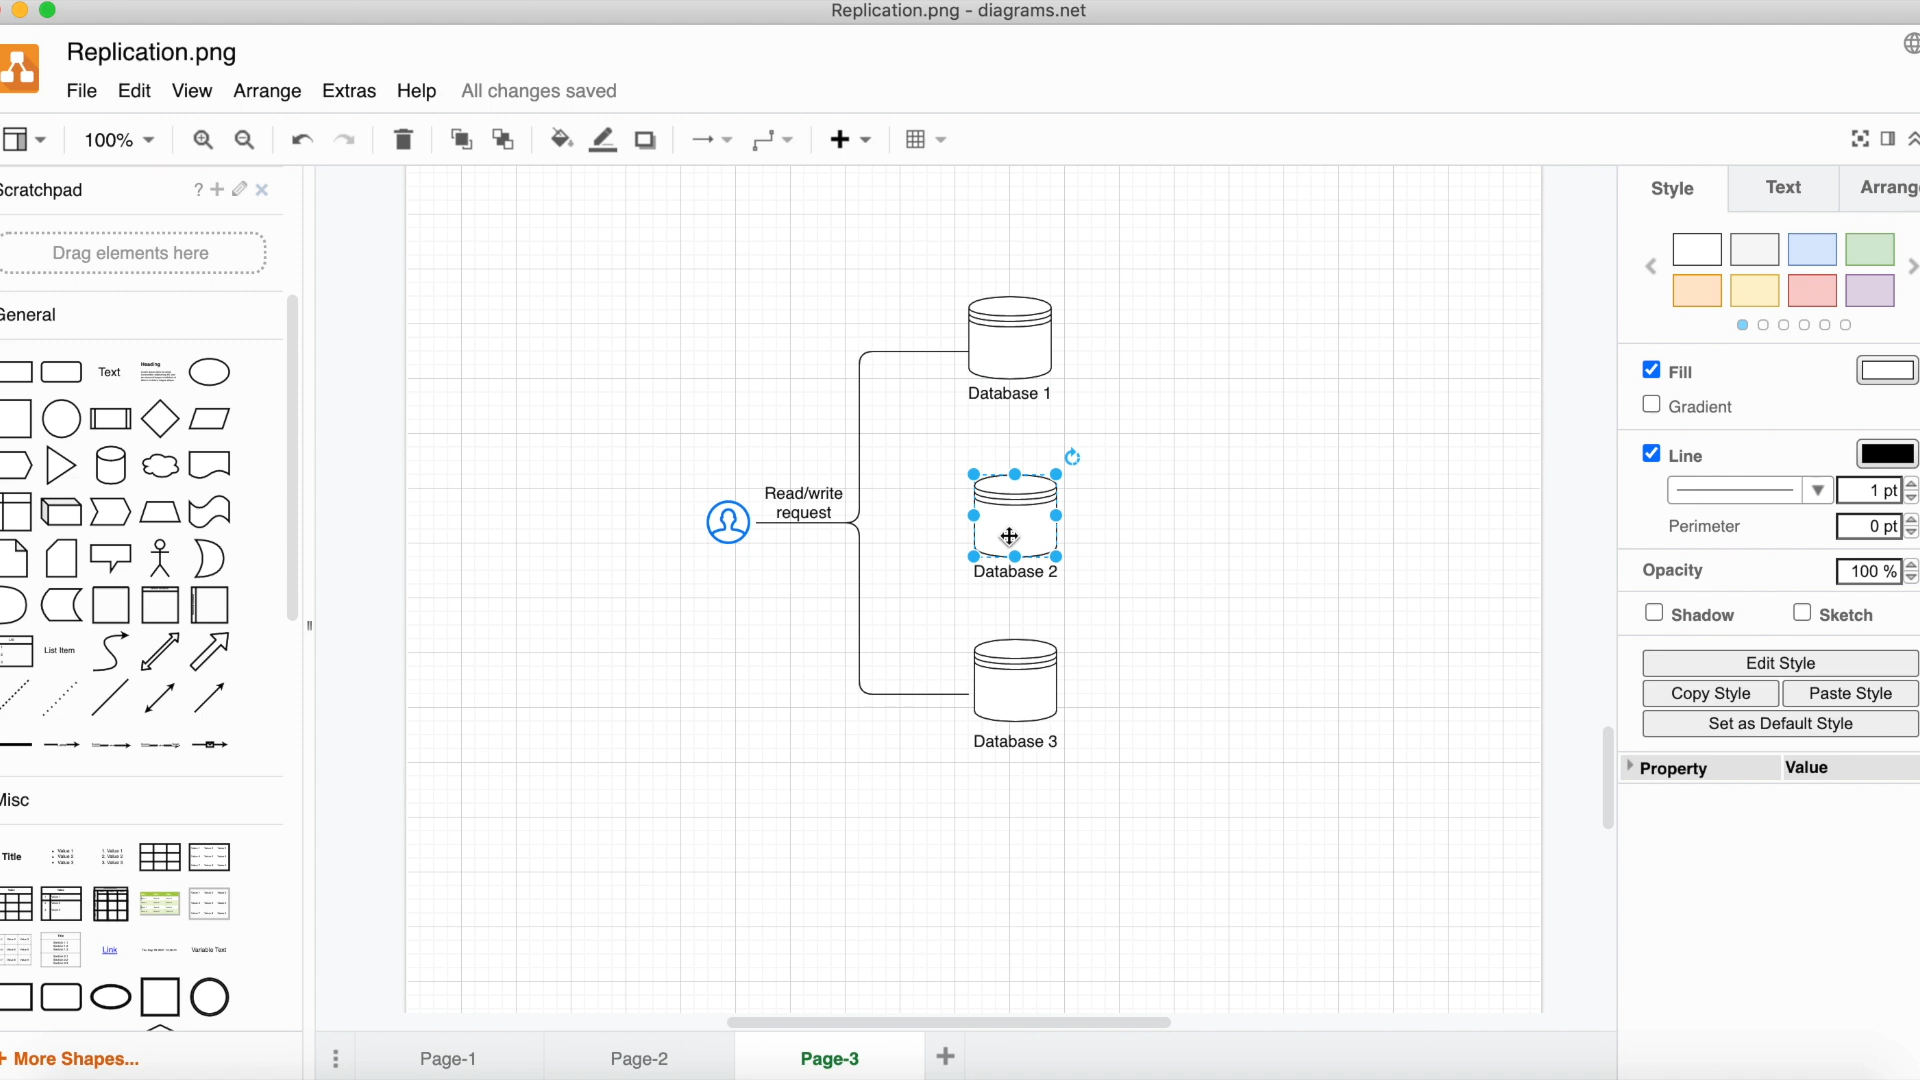 Replication.png - diagrams.net
Replication.png
File Edit View Arrange Extras Help All changes saved
100%
Scratchpad ?
Drag elements here
General
Text
Heading
List Item
Misc
Title
Link
Variable Text
+ More Shapes...
Database 1
Read/write
request
Database 2
Database 3
Page-1 Page-2 Page-3
Style Text Arrang
Fill
Gradient
Line
1 pt
Perimeter 0 pt
Opacity 100 %
Shadow Sketch
Edit Style
Copy Style Paste Style
Set as Default Style
Property Value